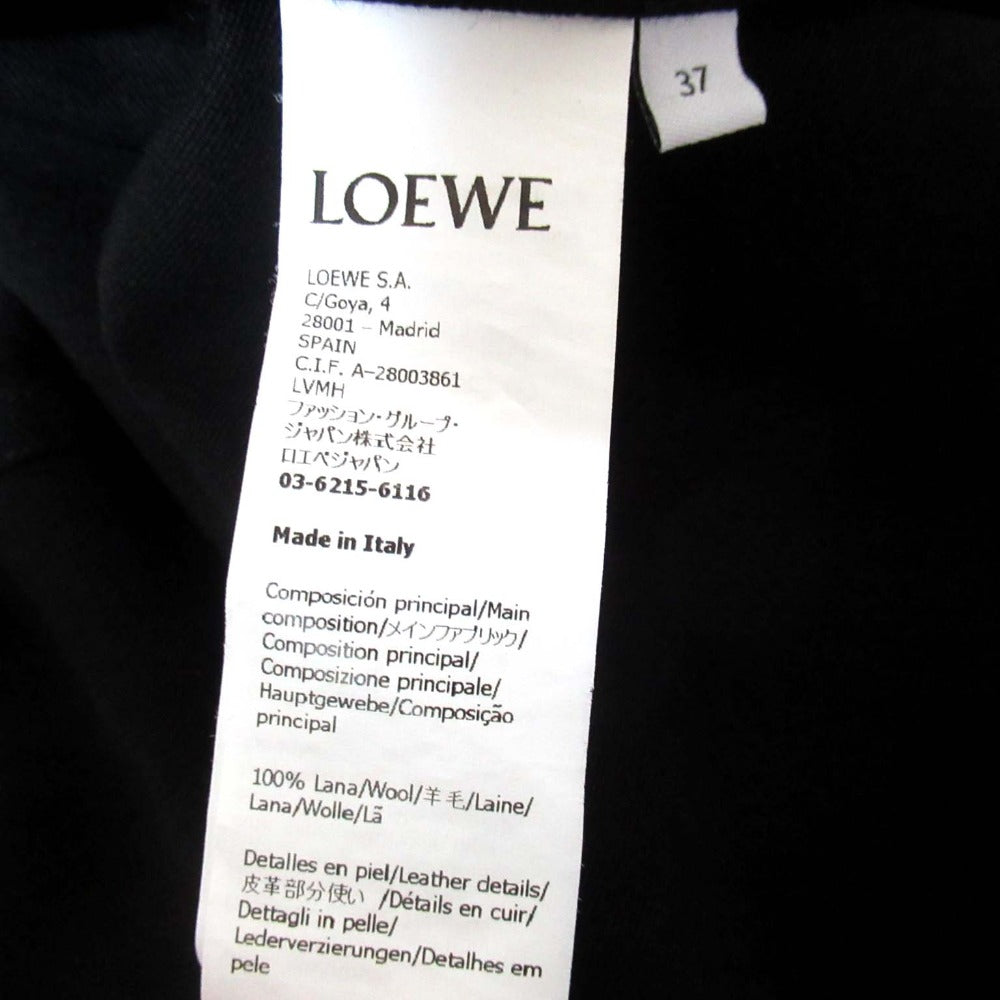 37
LOEWE
LOEWE S.A.
C/Goya, 4
28001 – Madrid
SPAIN
C.I.F. A-28003861
LVMH
ファッション・グループ・
ジャパン株式会社
ロエベジャパン
03-6215-6116
Made in Italy
Composición principal/Main
composition/メインファブリック/
Composition principal/
Composizione principale/
Hauptgewebe/Composição
principal
100% Lana/Wool/羊毛/Laine/
Lana/Wolle/Lã
Detalles en piel/Leather details/
皮革部分使い /Détails en cuir/
Dettagli in pelle/
Lederverzierungen/Detalhes em
pele